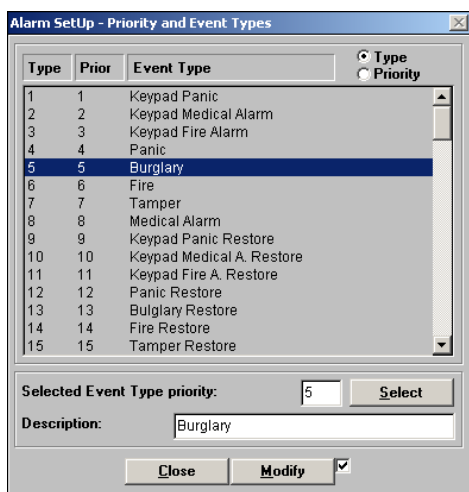 Alarm SetUp - Priority and Event Types
Type
Priority
Type Prior Event Type
1 1 Keypad Panic
2 2 Keypad Medical Alarm
3 3 Keypad Fire Alarm
4 4 Panic
5 5 Burglary
6 6 Fire
7 7 Tamper
8 8 Medical Alarm
9 9 Keypad Panic Restore
10 10 Keypad Medical A. Restore
11 11 Keypad Fire A. Restore
12 12 Panic Restore
13 13 Bulglary Restore
14 14 Fire Restore
15 15 Tamper Restore
Selected Event Type priority: 5 Select
Description: Burglary
Close Modify